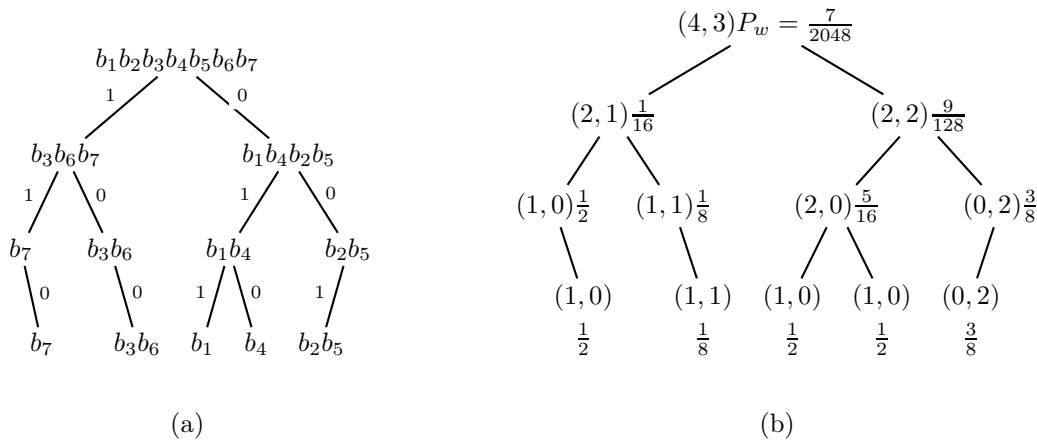 (4, 3)P_w = 7/2048
b₁b₂b₃b₄b₅b₆b₇
1 0
(2, 1) 1/16 (2, 2) 9/128
b₃b₆b₇ b₁b₄b₂b₅
1 0 1 0
(1, 0) 1/2 (1, 1) 1/8 (2, 0) 5/16 (0, 2) 3/8
b₇ b₃b₆ b₁b₄ b₂b₅
0 0 1 0 1
(1, 0) (1, 1) (1, 0) (1, 0) (0, 2)
b₇ b₃b₆ b₁ b₄ b₂b₅
1/2 1/8 1/2 1/2 3/8
(a) (b)